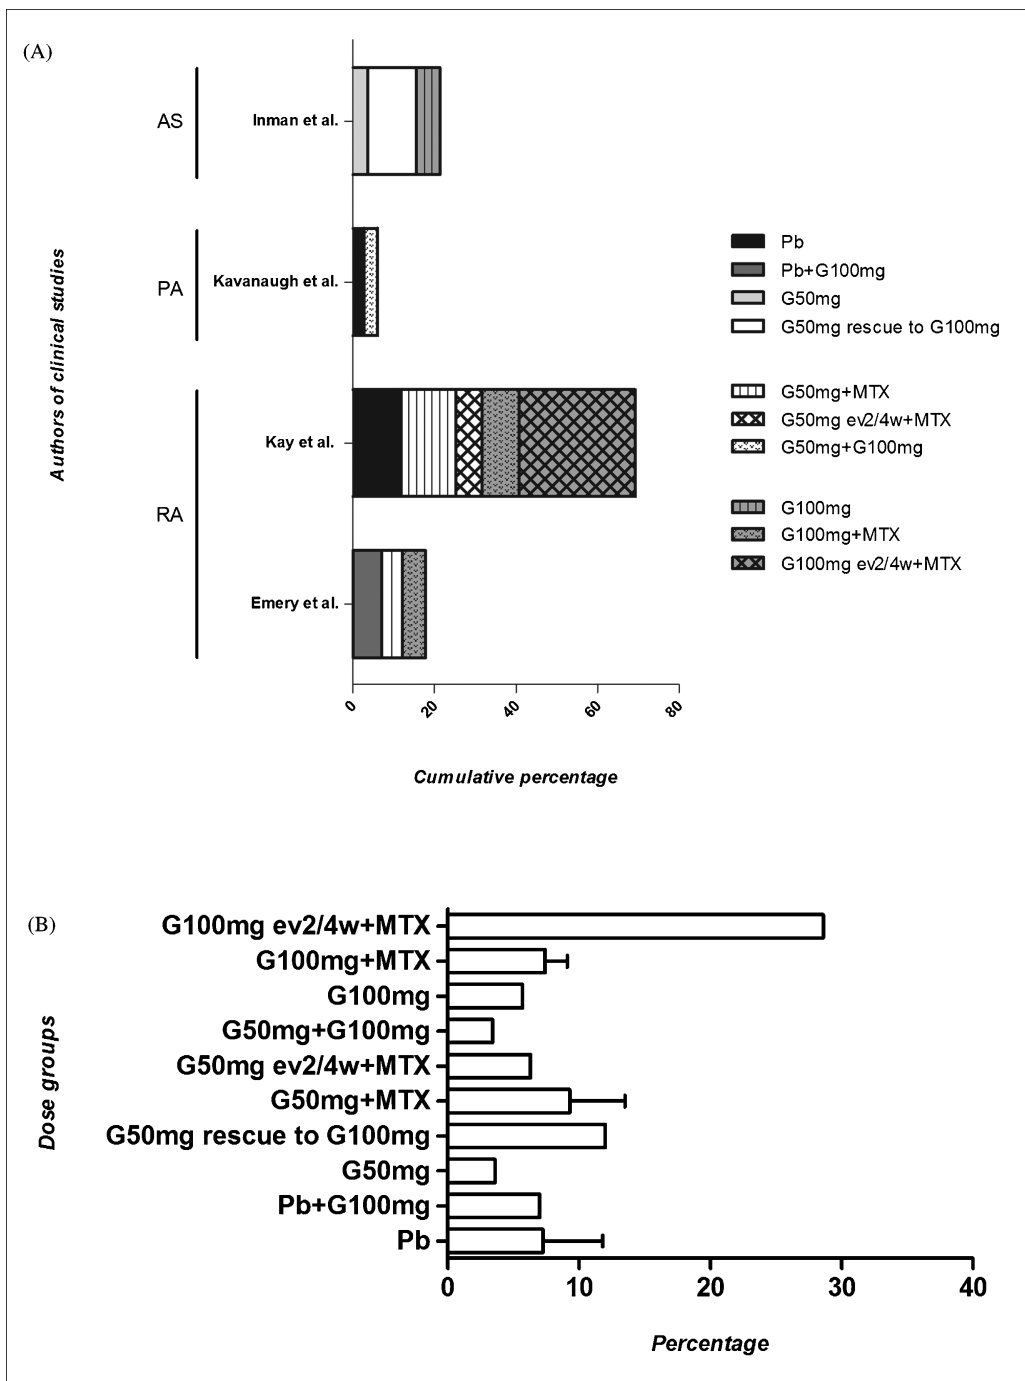 (A)
AS
Inman et al.
PA
Kavanaugh et al.
RA
Kay et al.
Emery et al.
Authors of clinical studies
0
20
40
60
80
Cumulative percentage
Pb
Pb+G100mg
G50mg
G50mg rescue to G100mg
G50mg+MTX
G50mg ev2/4w+MTX
G50mg+G100mg
G100mg
G100mg+MTX
G100mg ev2/4w+MTX
(B)
Dose groups
G100mg ev2/4w+MTX
G100mg+MTX
G100mg
G50mg+G100mg
G50mg ev2/4w+MTX
G50mg+MTX
G50mg rescue to G100mg
G50mg
Pb+G100mg
Pb
0
10
20
30
40
Percentage